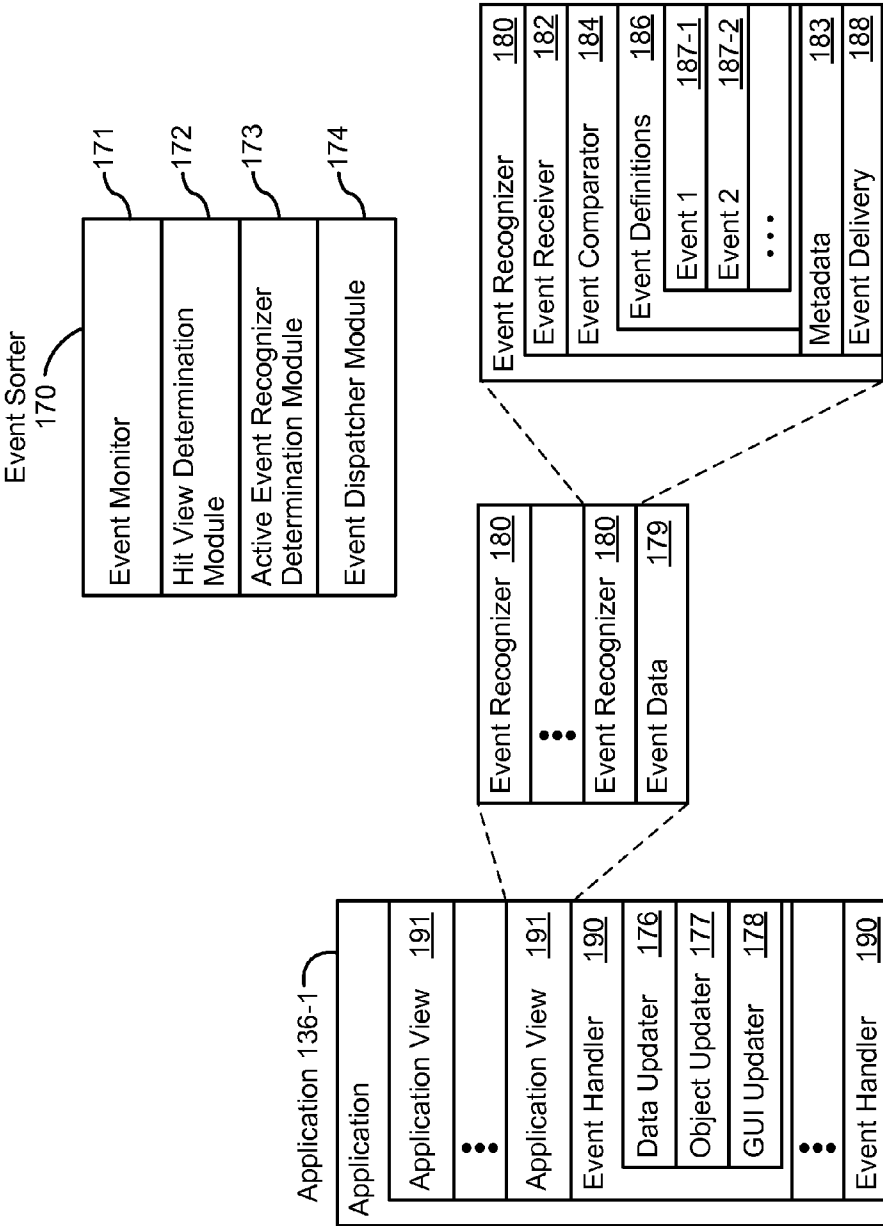 Event Sorter
170
Event Monitor
171
Hit View Determination
Module
172
Active Event Recognizer
Determination Module
173
Event Dispatcher Module
174
Application 136-1
Application
Application View 191
•••
Application View 191
Event Handler 190
Data Updater 176
Object Updater 177
GUI Updater 178
•••
Event Handler 190
Event Recognizer 180
•••
Event Recognizer 180
Event Data 179
Event Recognizer 180
Event Receiver 182
Event Comparator 184
Event Definitions 186
Event 1 187-1
Event 2 187-2
•••
Metadata 183
Event Delivery 188